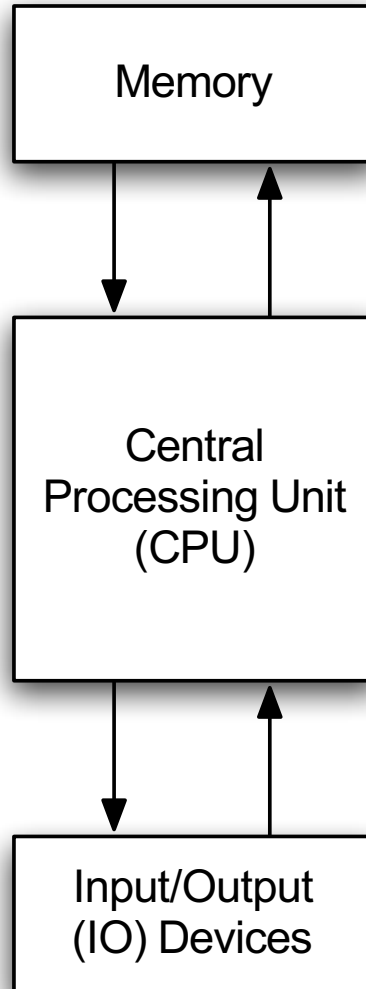 Memory
Central
Processing Unit
(CPU)
Input/Output
(IO) Devices